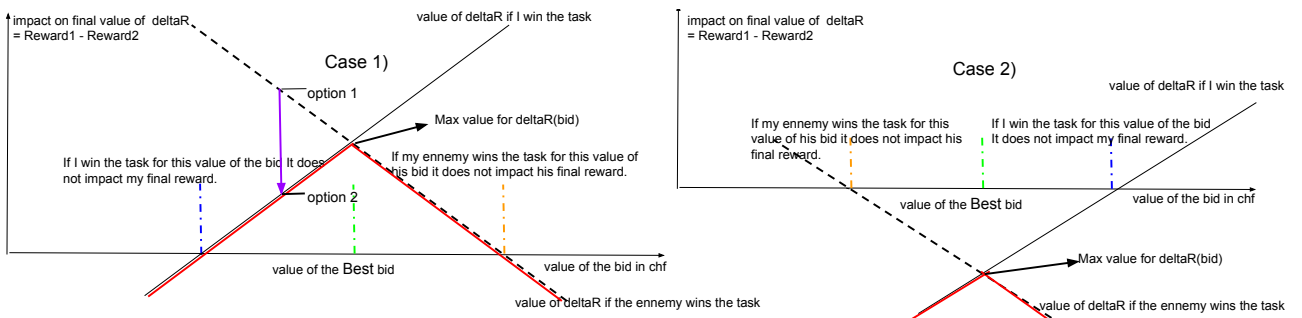 impact on final value of deltaR
= Reward1 - Reward2
value of deltaR if I win the task
Case 1)
option 1
Max value for deltaR(bid)
If I win the task for this value of the bid It does
not impact my final reward.
If my ennemy wins the task for this value of
his bid it does not impact his final reward.
option 2
value of the Best bid
value of the bid in chf
value of deltaR if the ennemy wins the task
impact on final value of deltaR
= Reward1 - Reward2
Case 2)
value of deltaR if I win the task
If my ennemy wins the task for this
value of his bid it does not impact his
final reward.
If I win the task for this value of the bid
It does not impact my final reward.
value of the Best bid
value of the bid in chf
Max value for deltaR(bid)
value of deltaR if the ennemy wins the task